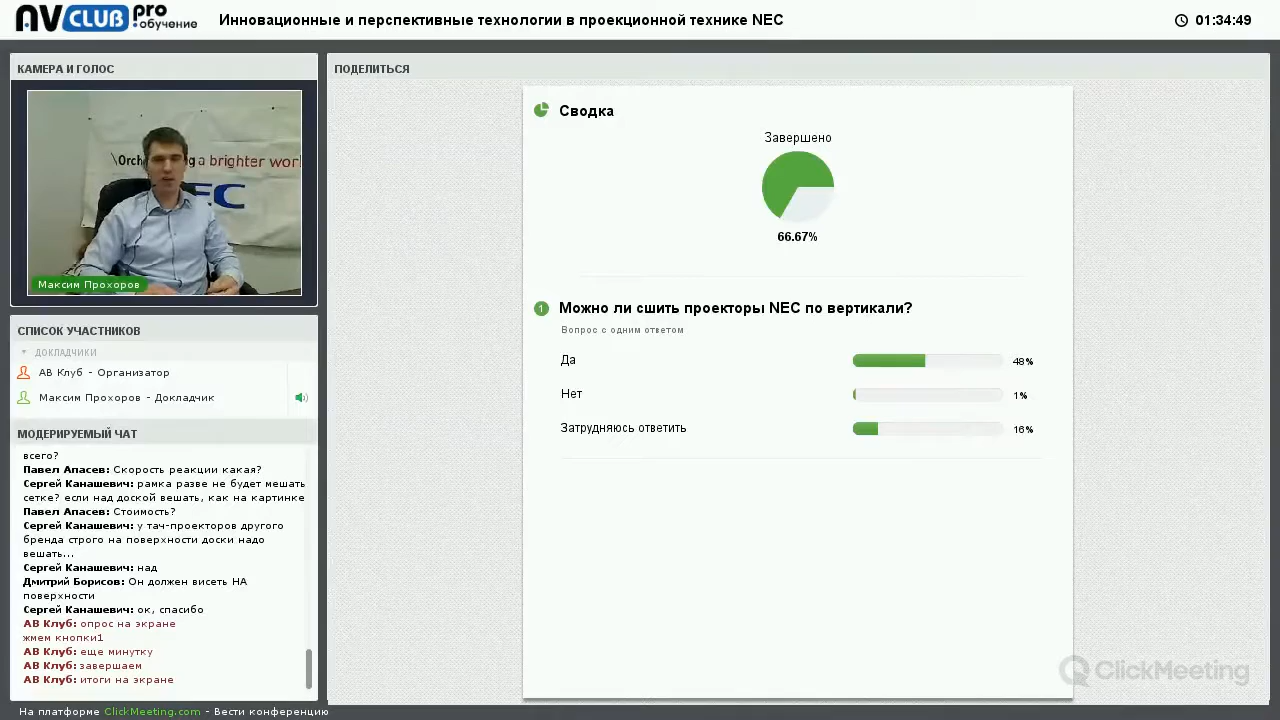 AV CLUB pro :обучение
Инновационные и перспективные технологии в проекционной технике NEC
01:34:49
КАМЕРА И ГОЛОС
a brighter worl
Максим Прохоров
СПИСОК УЧАСТНИКОВ
ДОКЛАДЧИКИ
АВ Клуб - Организатор
Максим Прохоров - Докладчик
МОДЕРИРУЕМЫЙ ЧАТ
всего?
Павел Апасев: Скорость реакции какая?
Сергей Канашевич: рамка разве не будет мешать
сетке? если над доской вешать, как на картинке
Павел Апасев: Стоимость?
Сергей Канашевич: у тач-проекторов другого
бренда строго на поверхности доски надо
вешать...
Сергей Канашевич: над
Дмитрий Борисов: Он должен висеть НА
поверхности
Сергей Канашевич: ок, спасибо
АВ Клуб: опрос на экране
жмем кнопки1
АВ Клуб: еще минутку
АВ Клуб: завершаем
АВ Клуб: итоги на экране
На платформе ClickMeeting.com - Вести конференцию
ПОДЕЛИТЬСЯ
Сводка
Завершено
66.67%
1 Можно ли сшить проекторы NEC по вертикали?
Вопрос с одним ответом
Да 48%
Нет 1%
Затрудняюсь ответить 16%
ClickMeeting